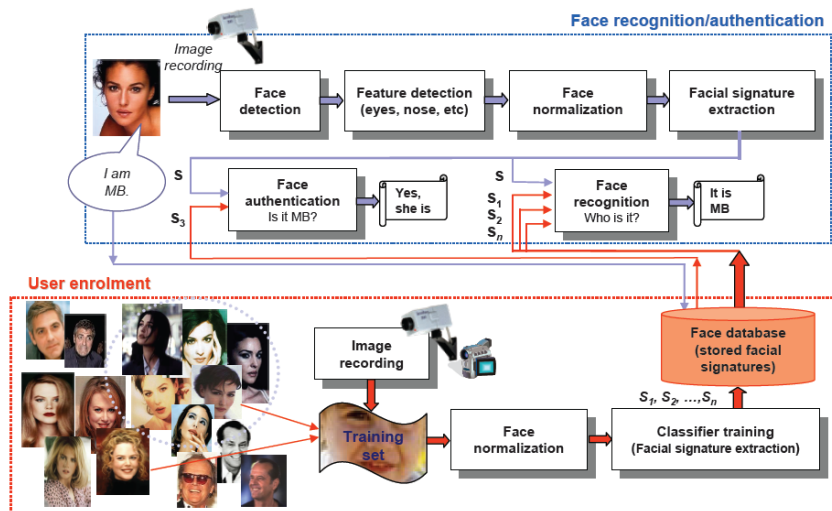 Face recognition/authentication
Image
recording
Face
detection
Feature detection
(eyes, nose, etc)
Face
normalization
Facial signature
extraction
I am
MB.
S
S3
Face
authentication
Is it MB?
Yes,
she is
S
S1
S2
Sn
Face
recognition
Who is it?
It is
MB
User enrolment
Image
recording
Training
set
Face
normalization
Classifier training
(Facial signature extraction)
S1, S2, …,Sn
Face database
(stored facial
signatures)